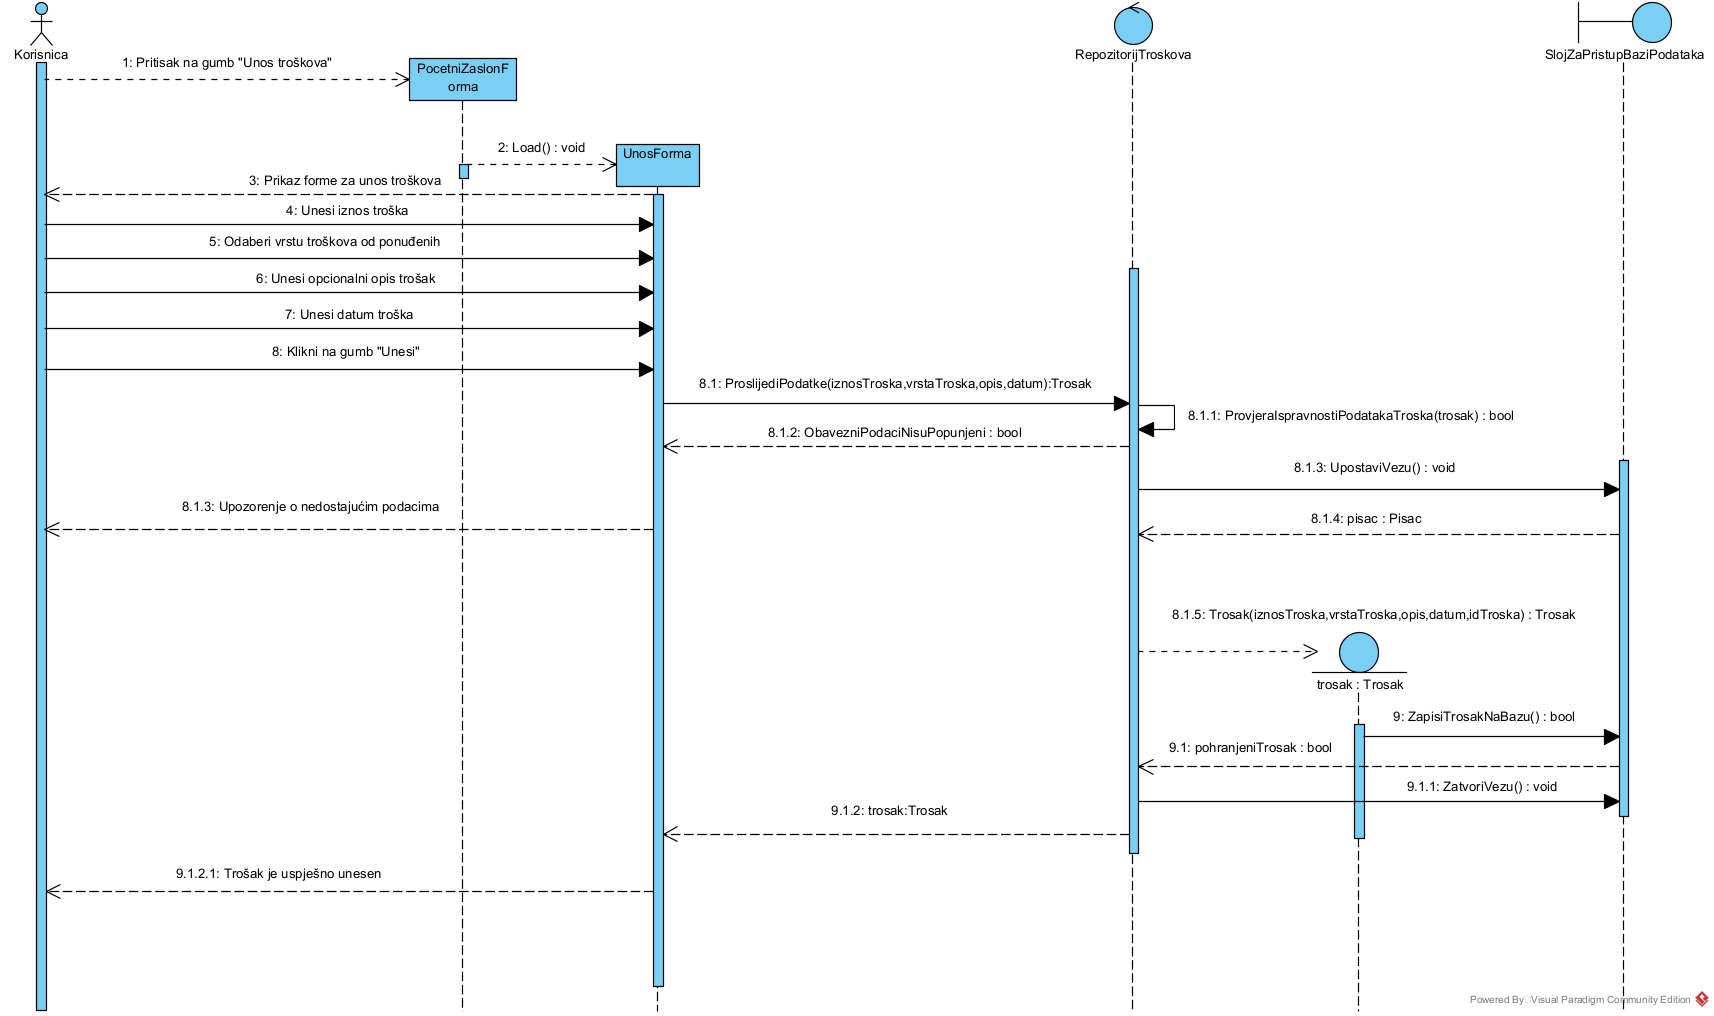 Korisnica
RepozitorijTroskova
SlojZaPristupBaziPodataka
1: Pritisak na gumb "Unos troškova"
PocetniZaslonF
orma
2: Load() : void
UnosForma
3: Prikaz forme za unos troškova
4: Unesi iznos troška
5: Odaberi vrstu troškova od ponuđenih
6: Unesi opcionalni opis trošak
7: Unesi datum troška
8: Klikni na gumb "Unesi"
8.1: ProslijediPodatke(iznosTroska,vrstaTroska,opis,datum):Trosak
8.1.1: ProvjeraIspravnostiPodatakaTroska(trosak) : bool
8.1.2: ObavezniPodaciNisuPopunjeni : bool
8.1.3: UpostaviVezu() : void
8.1.3: Upozorenje o nedostajućim podacima
8.1.4: pisac : Pisac
8.1.5: Trosak(iznosTroska,vrstaTroska,opis,datum,idTroska) : Trosak
trosak : Trosak
9: ZapisiTrosakNaBazu() : bool
9.1: pohranjeniTrosak : bool
9.1.1: ZatvoriVezu() : void
9.1.2: trosak:Trosak
9.1.2.1: Trošak je uspješno unesen
Powered By Visual Paradigm Community Edition